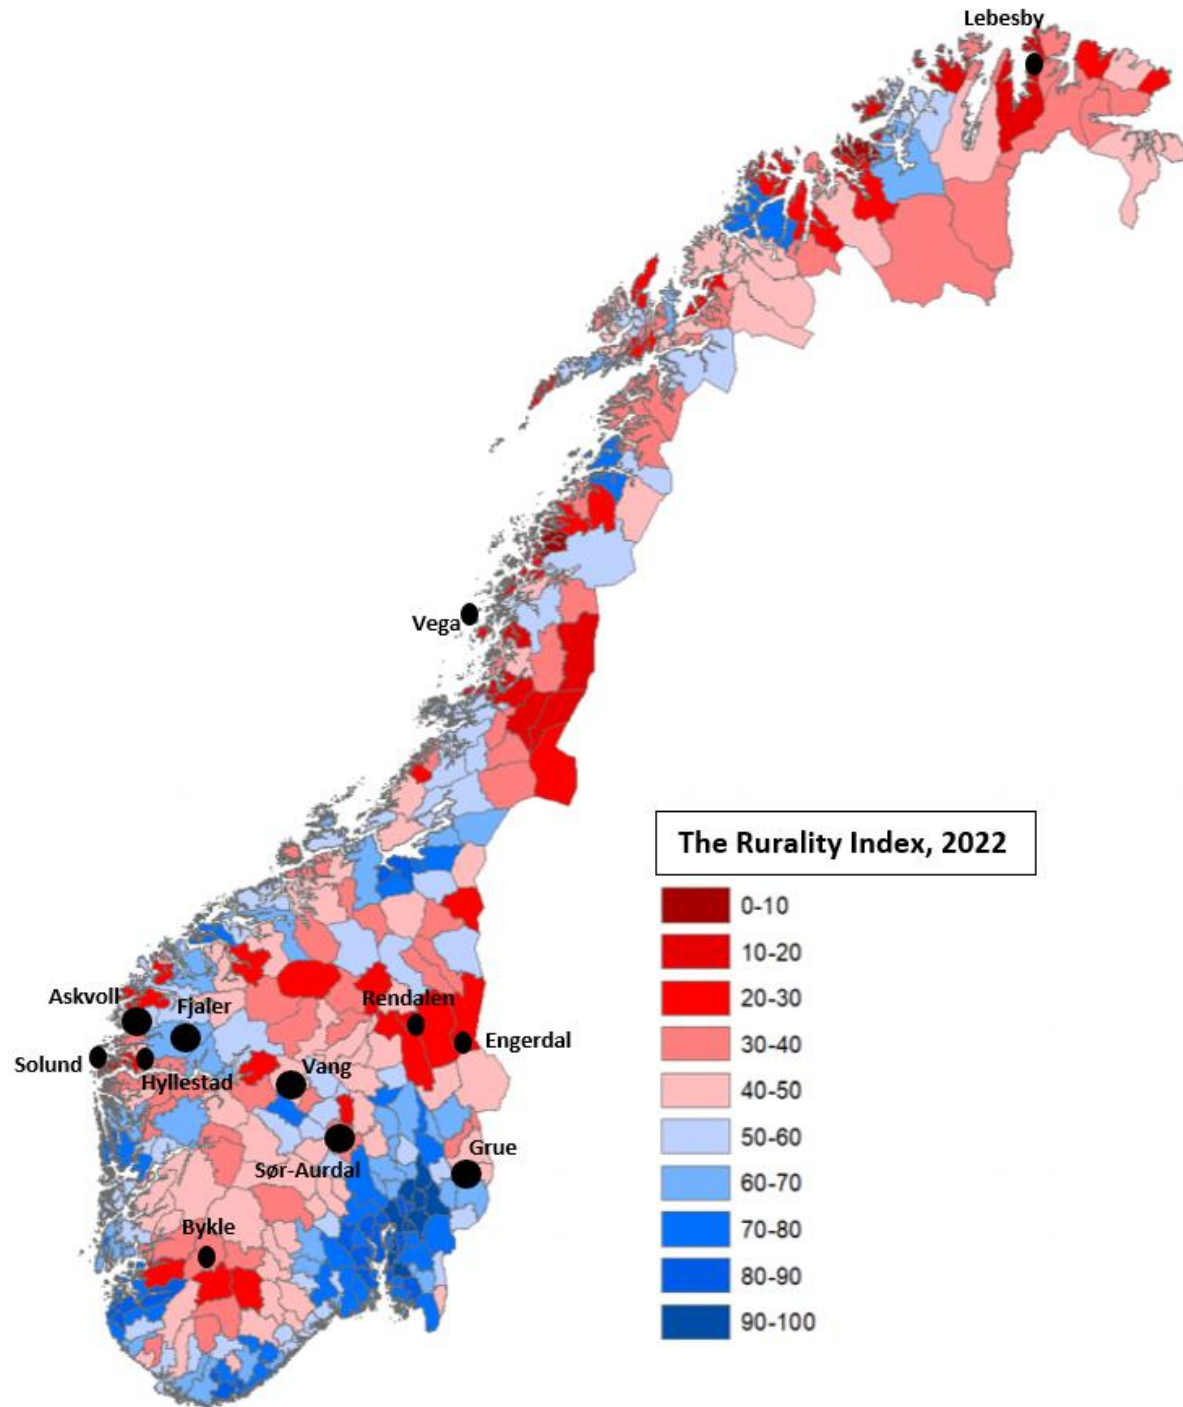 Lebesby
Vega
The Rurality Index, 2022
0-10
10-20
20-30
30-40
40-50
50-60
60-70
70-80
80-90
90-100
Askvoll
Fjaler
Rendalen
Solund
Engerdal
Hyllestad
Vang
Grue
Sør-Aurdal
Bykle